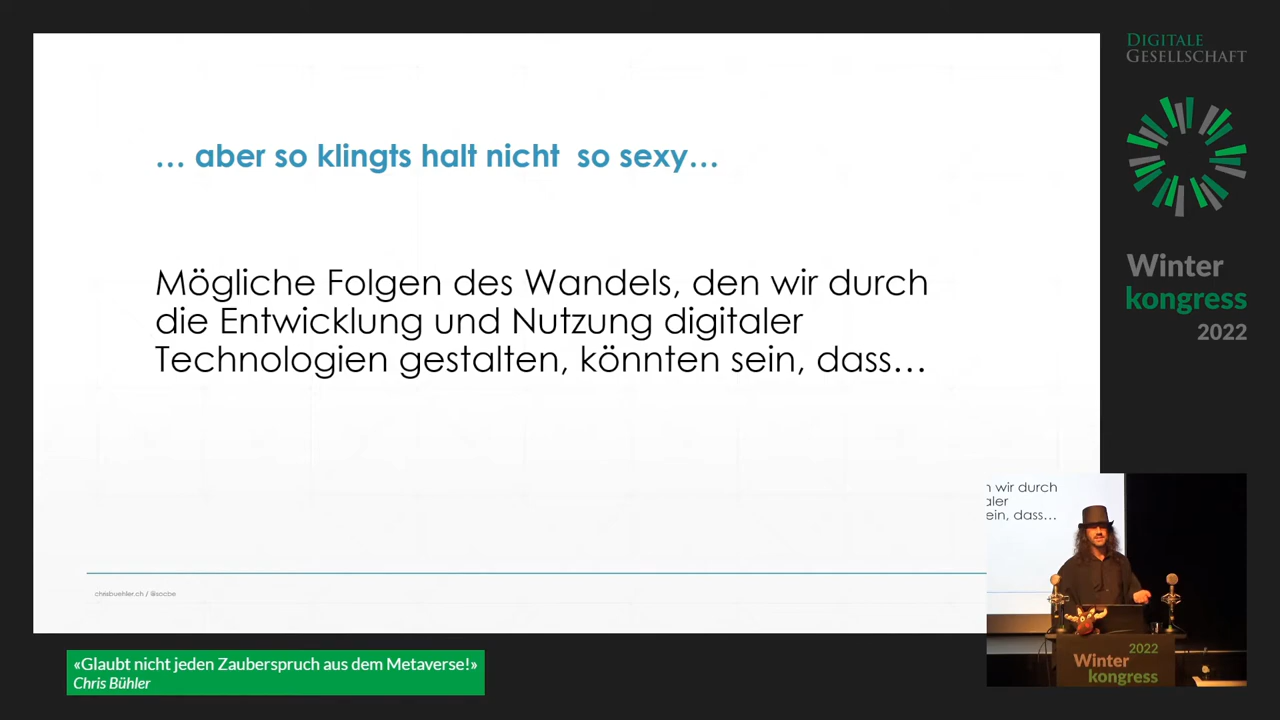 … aber so klingts halt nicht  so sexy…
Mögliche Folgen des Wandels, den wir durch
die Entwicklung und Nutzung digitaler
Technologien gestalten, könnten sein, dass…
chrisbuehler.ch / @socbe
DIGITALE
GESELLSCHAFT
Winter
kongress
2022
n wir durch
aler
ein, dass…
2022
Winter
kongress
«Glaubt nicht jeden Zauberspruch aus dem Metaverse!»
Chris Bühler